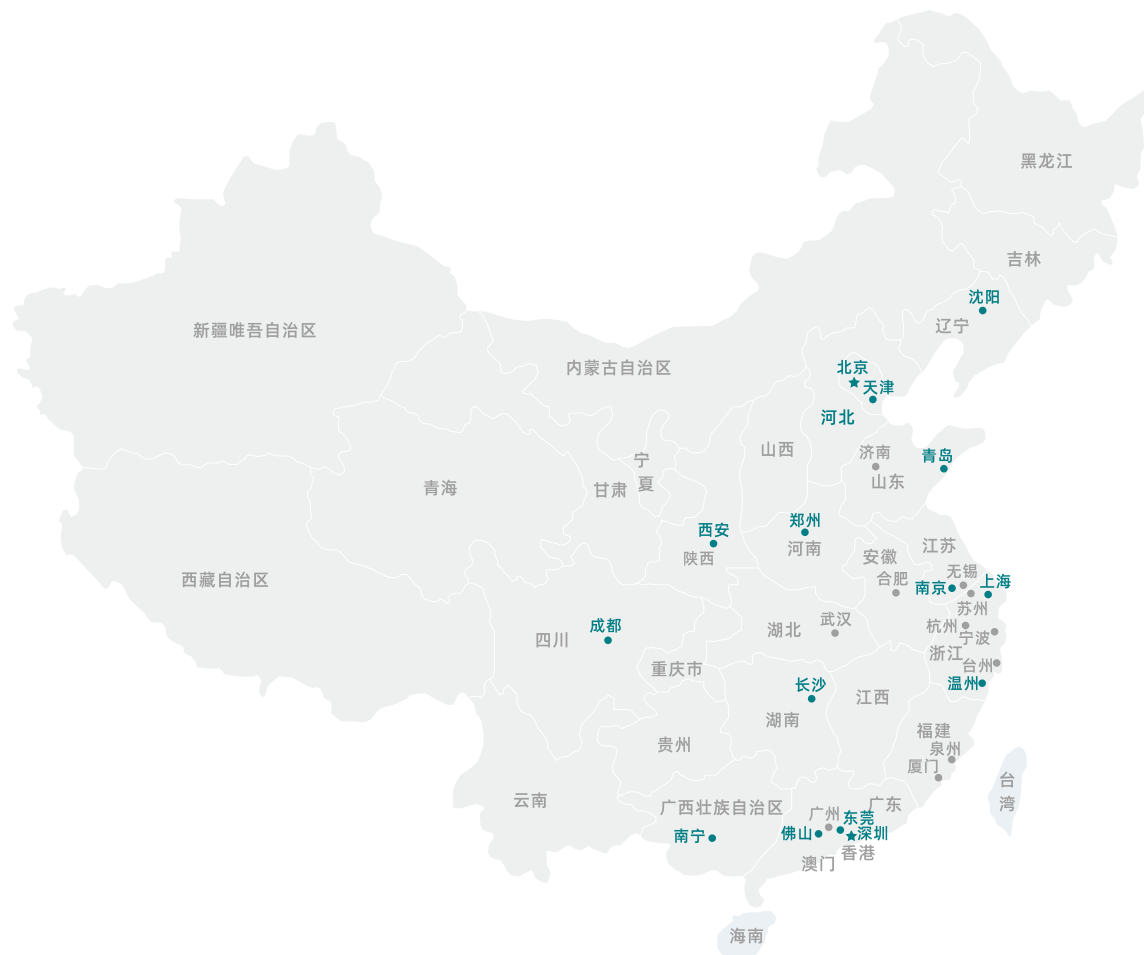 黑龙江
吉林
沈阳
辽宁
新疆唯吾自治区
内蒙古自治区
北京
天津
河北
山西
济南
青岛
宁
夏
山东
青海
甘肃
西安
郑州
陕西
河南
江苏
安徽
无锡
合肥
南京
上海
西藏自治区
苏州
成都
四川
湖北
武汉
杭州
宁波
浙江
台州
重庆市
温州
长沙
江西
湖南
福建
泉州
贵州
厦门
台
湾
云南
广西壮族自治区
广州
广东
东莞
南宁
佛山
深圳
香港
澳门
海南